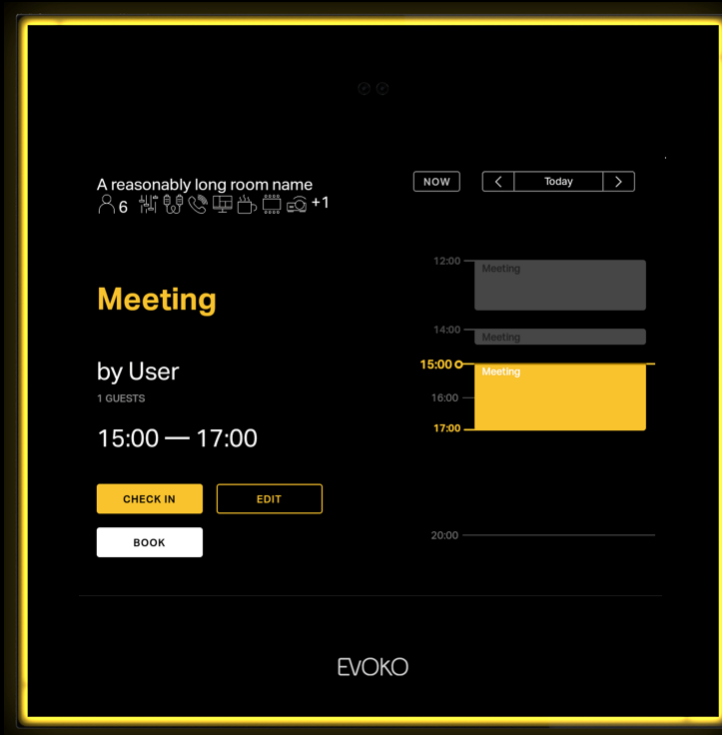 A reasonably long room name
6 +1
NOW
Today
Meeting
by User
1 GUESTS
15:00 — 17:00
CHECK IN
EDIT
BOOK
12:00
Meeting
14:00
Meeting
15:00
Meeting
16:00
17:00
20:00
EVOKO